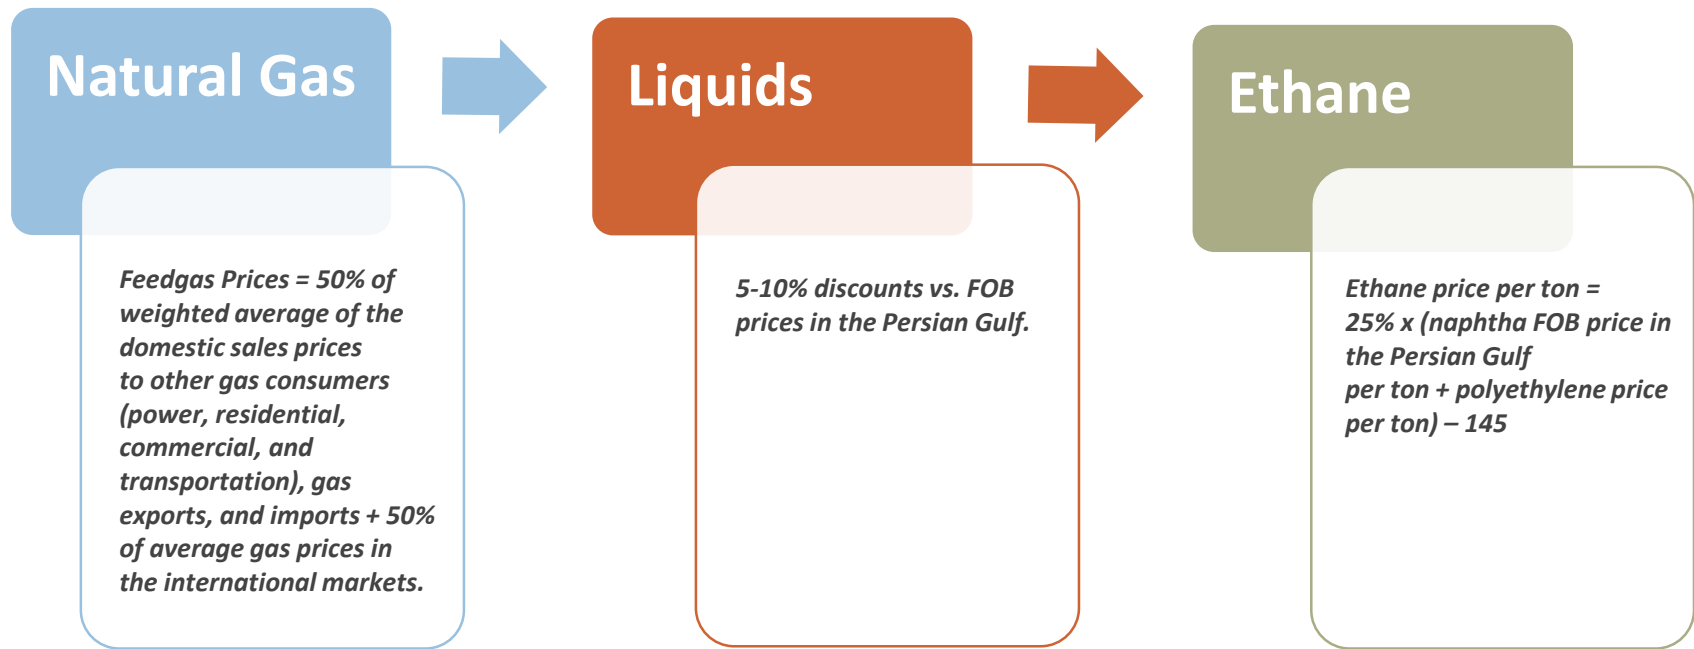 Natural Gas
Feedgas Prices = 50% of
weighted average of the
domestic sales prices
to other gas consumers
(power, residential,
commercial, and
transportation), gas
exports, and imports + 50%
of average gas prices in
the international markets.
Liquids
5-10% discounts vs. FOB
prices in the Persian Gulf.
Ethane
Ethane price per ton =
25% x (naphtha FOB price in
the Persian Gulf
per ton + polyethylene price
per ton) – 145